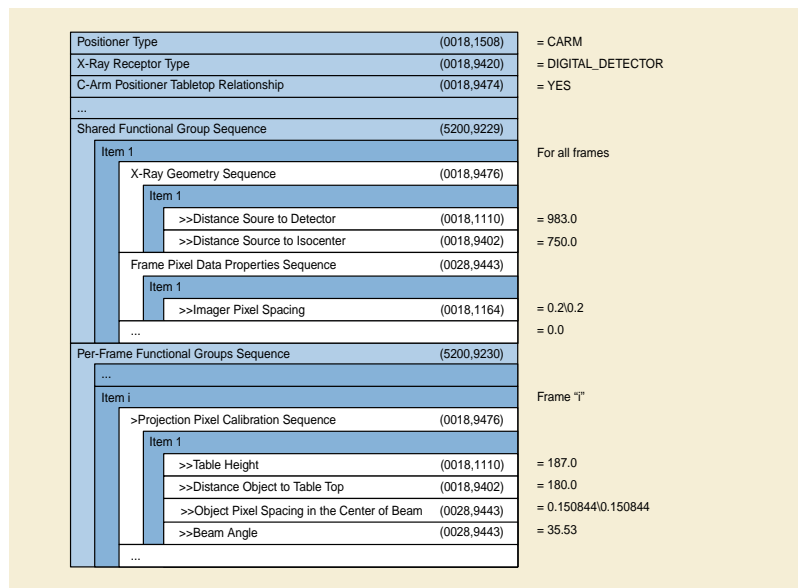 Positioner Type (0018,1508) = CARM
X-Ray Receptor Type (0018,9420) = DIGITAL_DETECTOR
C-Arm Positioner Tabletop Relationship (0018,9474) = YES
...
Shared Functional Group Sequence (5200,9229)
Item 1 For all frames
X-Ray Geometry Sequence (0018,9476)
Item 1
>>Distance Soure to Detector (0018,1110) = 983.0
>>Distance Source to Isocenter (0018,9402) = 750.0
Frame Pixel Data Properties Sequence (0028,9443)
Item 1
>>Imager Pixel Spacing (0018,1164) = 0.2\0.2
... = 0.0
Per-Frame Functional Groups Sequence (5200,9230)
...
Item i Frame “i”
>Projection Pixel Calibration Sequence (0018,9476)
Item 1
>>Table Height (0018,1110) = 187.0
>>Distance Object to Table Top (0018,9402) = 180.0
>>Object Pixel Spacing in the Center of Beam (0028,9443) = 0.150844\0.150844
>>Beam Angle (0028,9443) = 35.53
...